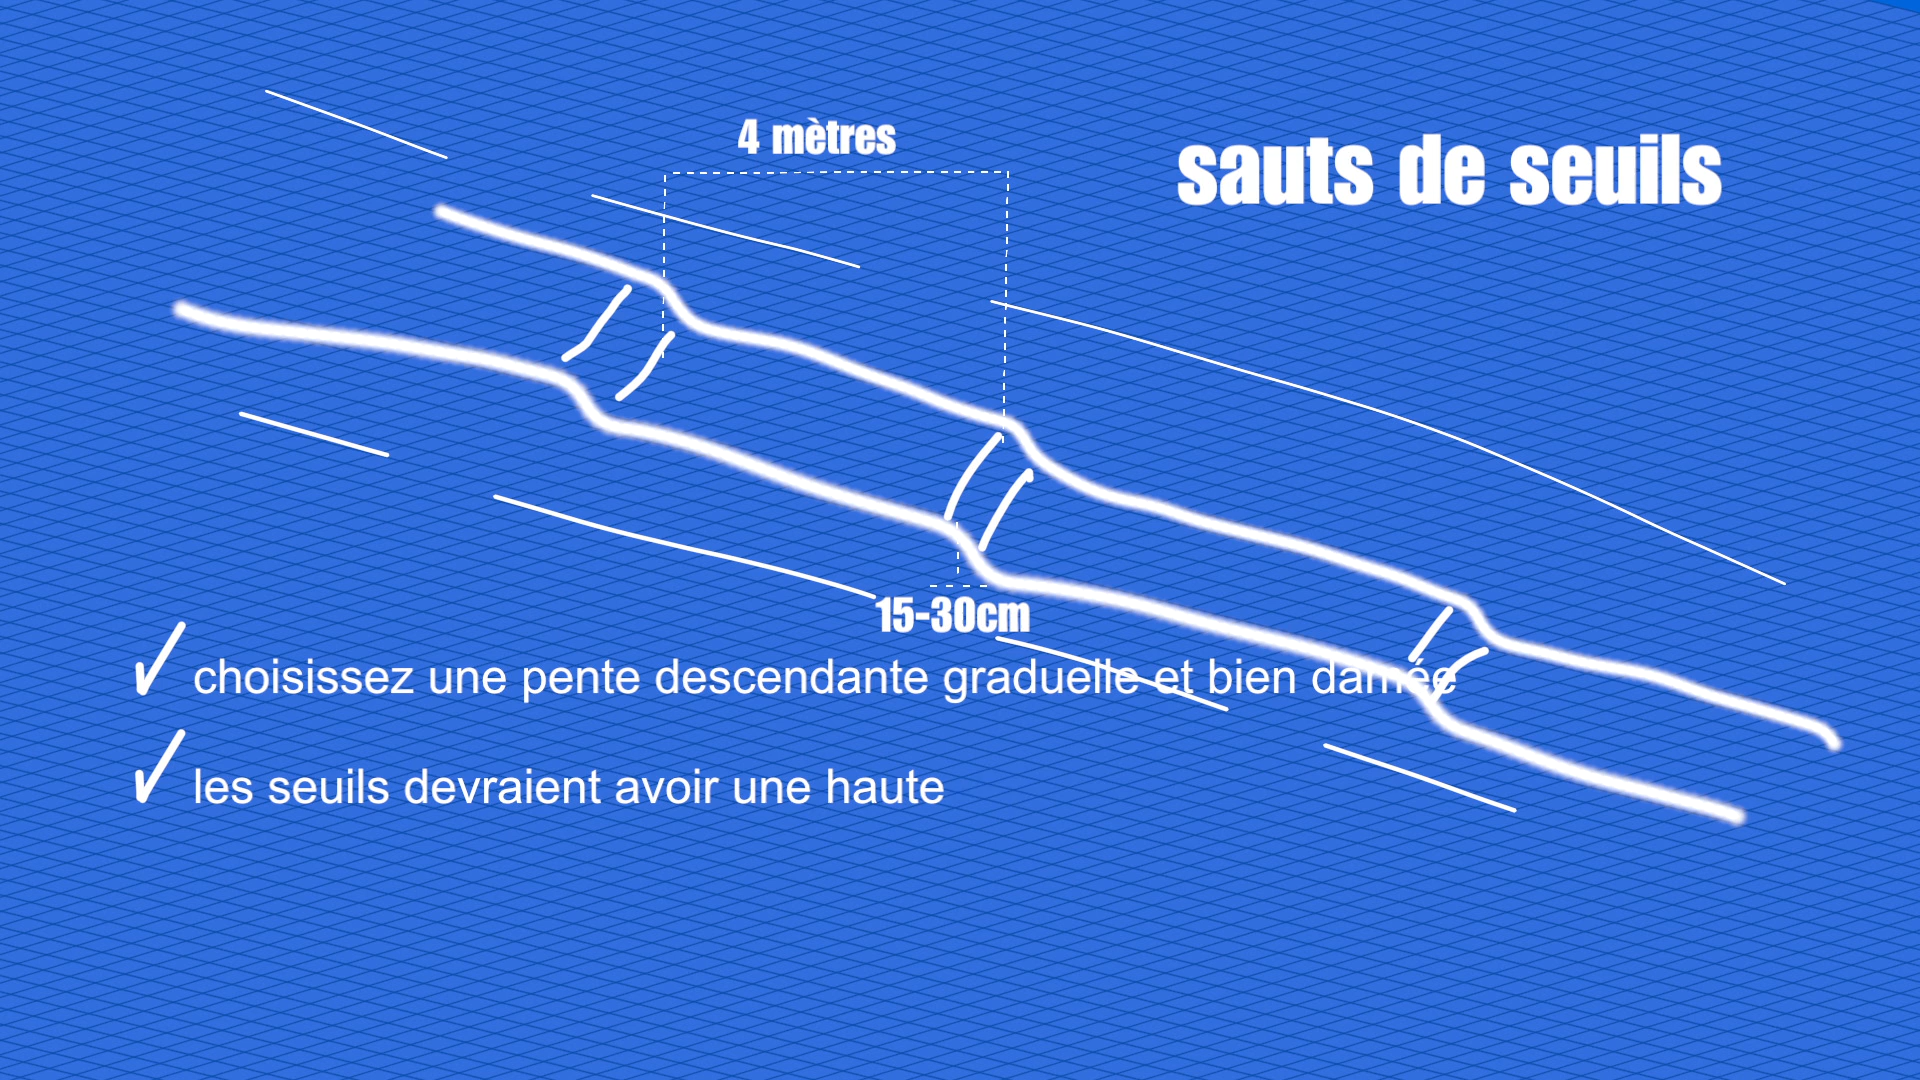 4 mètres
sauts de seuils
15-30cm
choisissez une pente descendante graduelle et bien damée
les seuils devraient avoir une haute